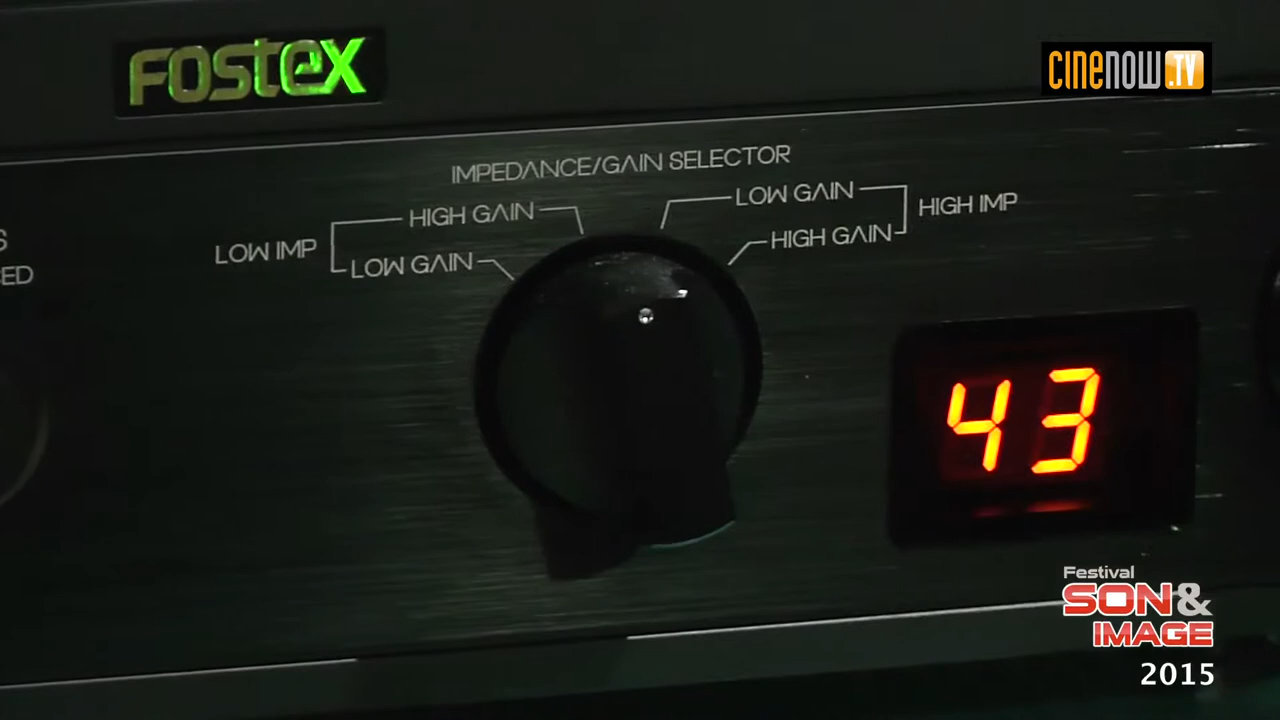 FOSTEX
CINENOW.TV
IMPEDANCE/GAIN SELECTOR
LOW GAIN
HIGH GAIN
HIGH IMP
LOW IMP
HIGH GAIN
LOW GAIN
S
ED
43
Festival
SON&
IMAGE
2015